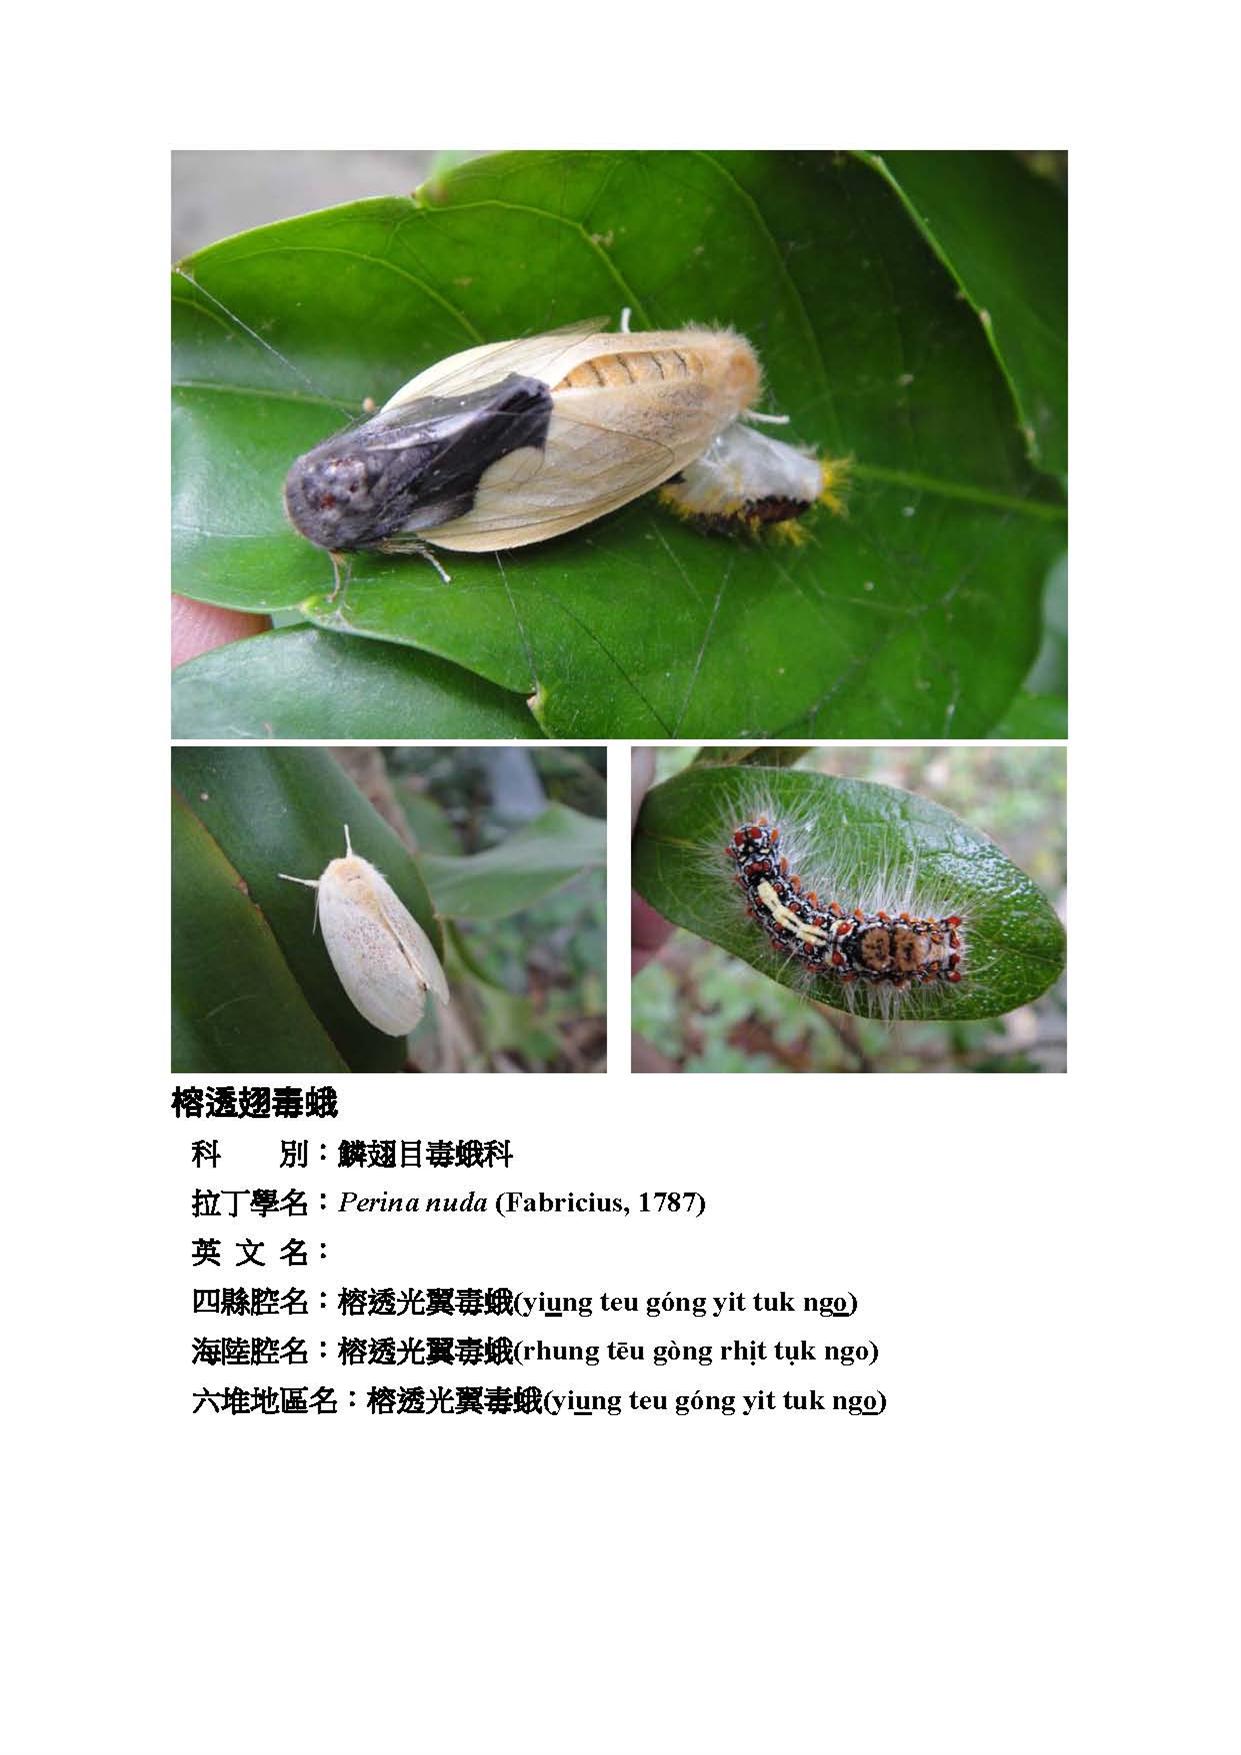 榕透翅毒蛾
科　　別：鱗翅目毒蛾科
拉丁學名：Perina nuda (Fabricius, 1787)
英 文 名：
四縣腔名：榕透光翼毒蛾(yiung teu góng yit tuk ngo)
海陸腔名：榕透光翼毒蛾(rhung tēu gòng rhịt tụk ngo)
六堆地區名：榕透光翼毒蛾(yiung teu góng yit tuk ngo)